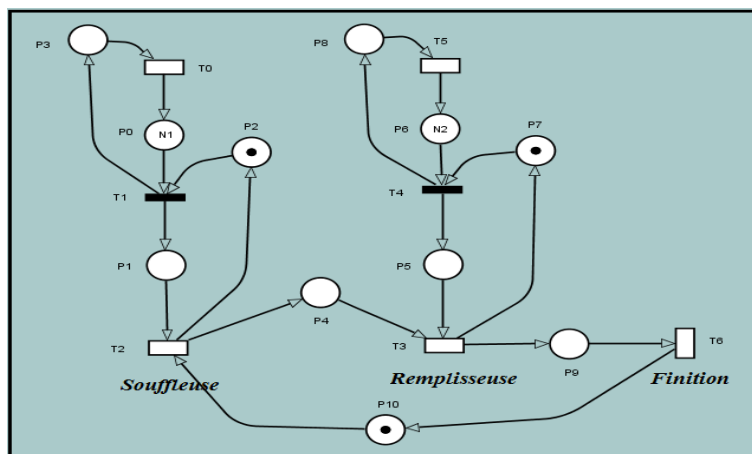 P3
T0
P8
T5
P0
N1
P2
P6
N2
P7
T1
T4
P1
P5
P4
T2
T3
P9
T6
Souffleuse
Remplisseuse
Finition
P10